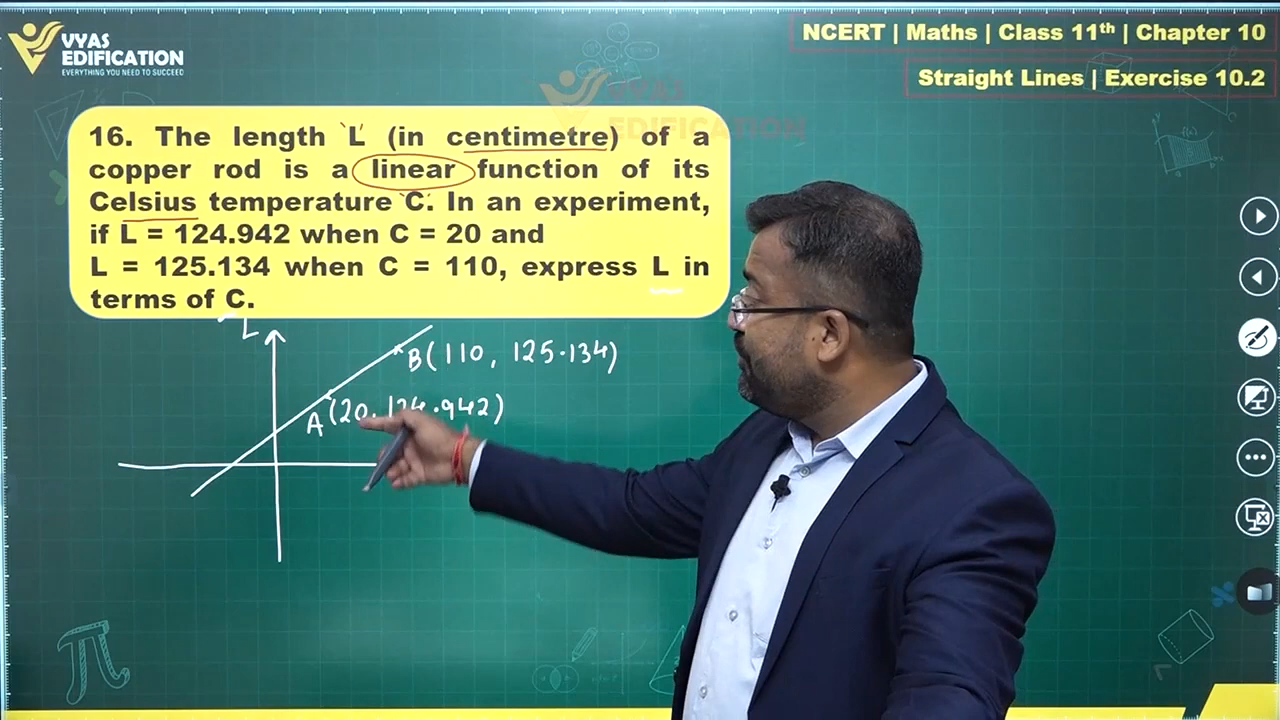 VYAS
EDIFICATION
EVERYTHING YOU NEED TO SUCCEED
NCERT | Maths | Class 11th | Chapter 10
Straight Lines | Exercise 10.2
VYAS
EDIFICATION
16. The length `L' (in centimetre) of a
copper rod is a linear function of its
Celsius temperature `C'. In an experiment,
if L = 124.942 when C = 20 and
L = 125.134 when C = 110, express L in
terms of C.
L
B(110, 125.134)
A(20, 124.942)
π